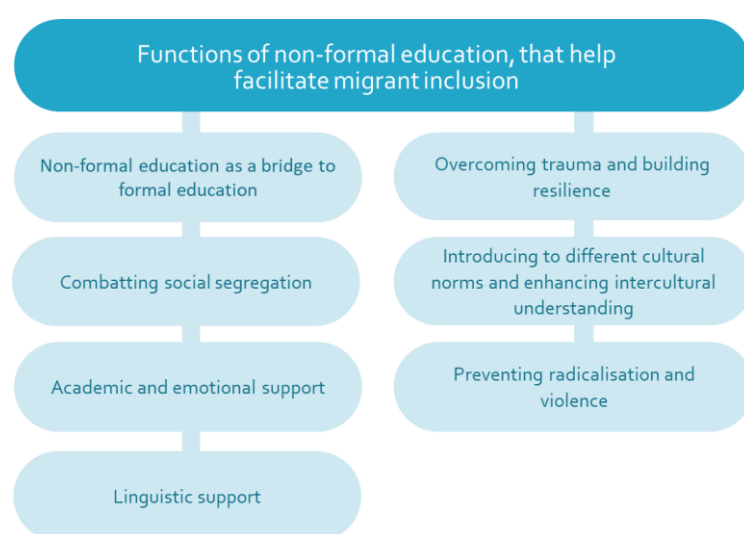 Functions of non-formal education, that help
facilitate migrant inclusion
Non-formal education as a bridge to
formal education
Combatting social segregation
Academic and emotional support
Linguistic support
Overcoming trauma and building
resilience
Introducing to different cultural
norms and enhancing intercultural
understanding
Preventing radicalisation and
violence